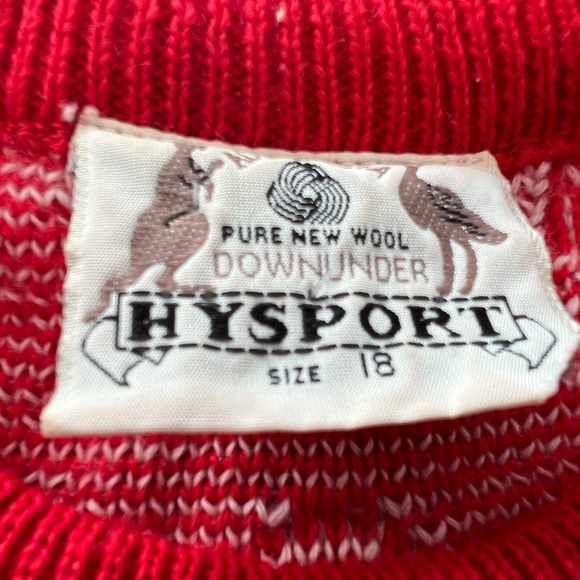 PURE NEW WOOL
DOWNUNDER
HYSPORT
SIZE 18